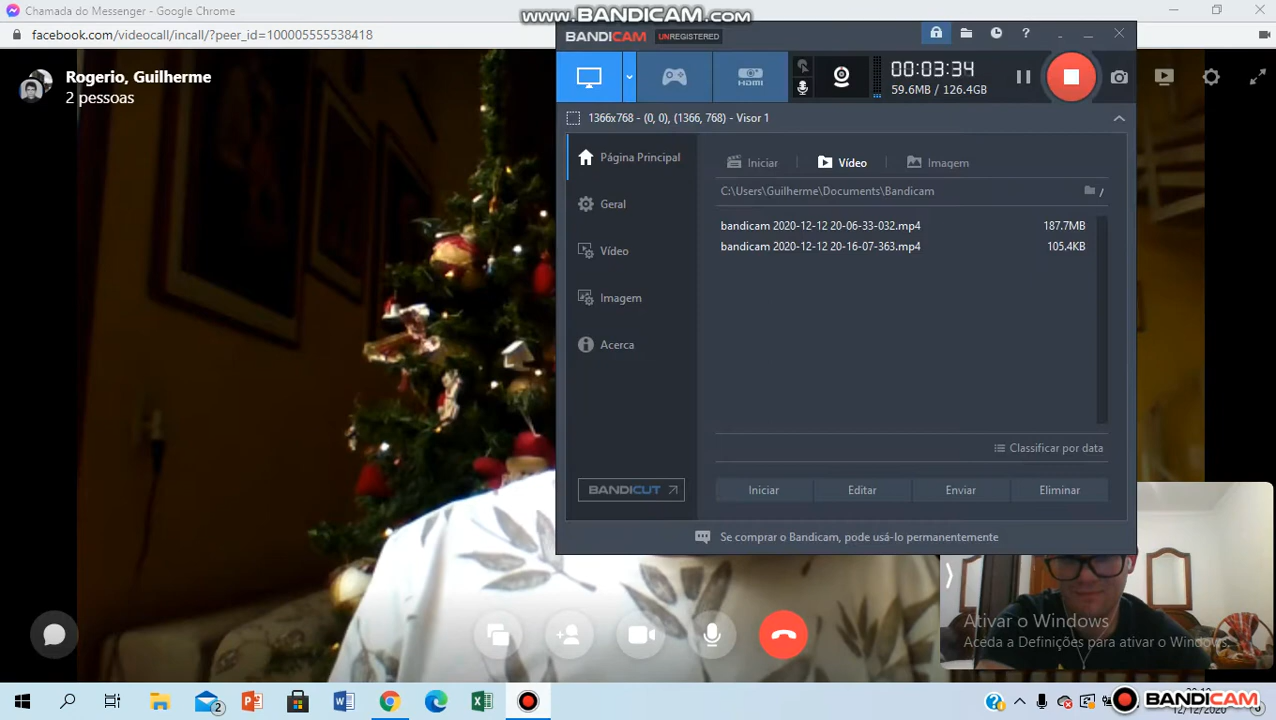 Chamada do Messenger - Google Chrome
www.BANDICAM.com
facebook.com/videocall/incall/?peer_id=100005555538418
BANDICAM UNREGISTERED
Rogerio, Guilherme
2 pessoas
HDMI
00:03:34
59.6MB / 126.4GB
1366x768 - (0, 0), (1366, 768) - Visor 1
Página Principal
Geral
Vídeo
Imagem
Acerca
BANDICUT
Iniciar Vídeo Imagem
C:\Users\Guilherme\Documents\Bandicam
bandicam 2020-12-12 20-06-33-032.mp4 187.7MB
bandicam 2020-12-12 20-16-07-363.mp4 105.4KB
Classificar por data
Iniciar Editar Enviar Eliminar
Se comprar o Bandicam, pode usá-lo permanentemente
Ativar o Windows
Aceda a Definições para ativar o Windows.
2
BANDICAM
12/12/2020